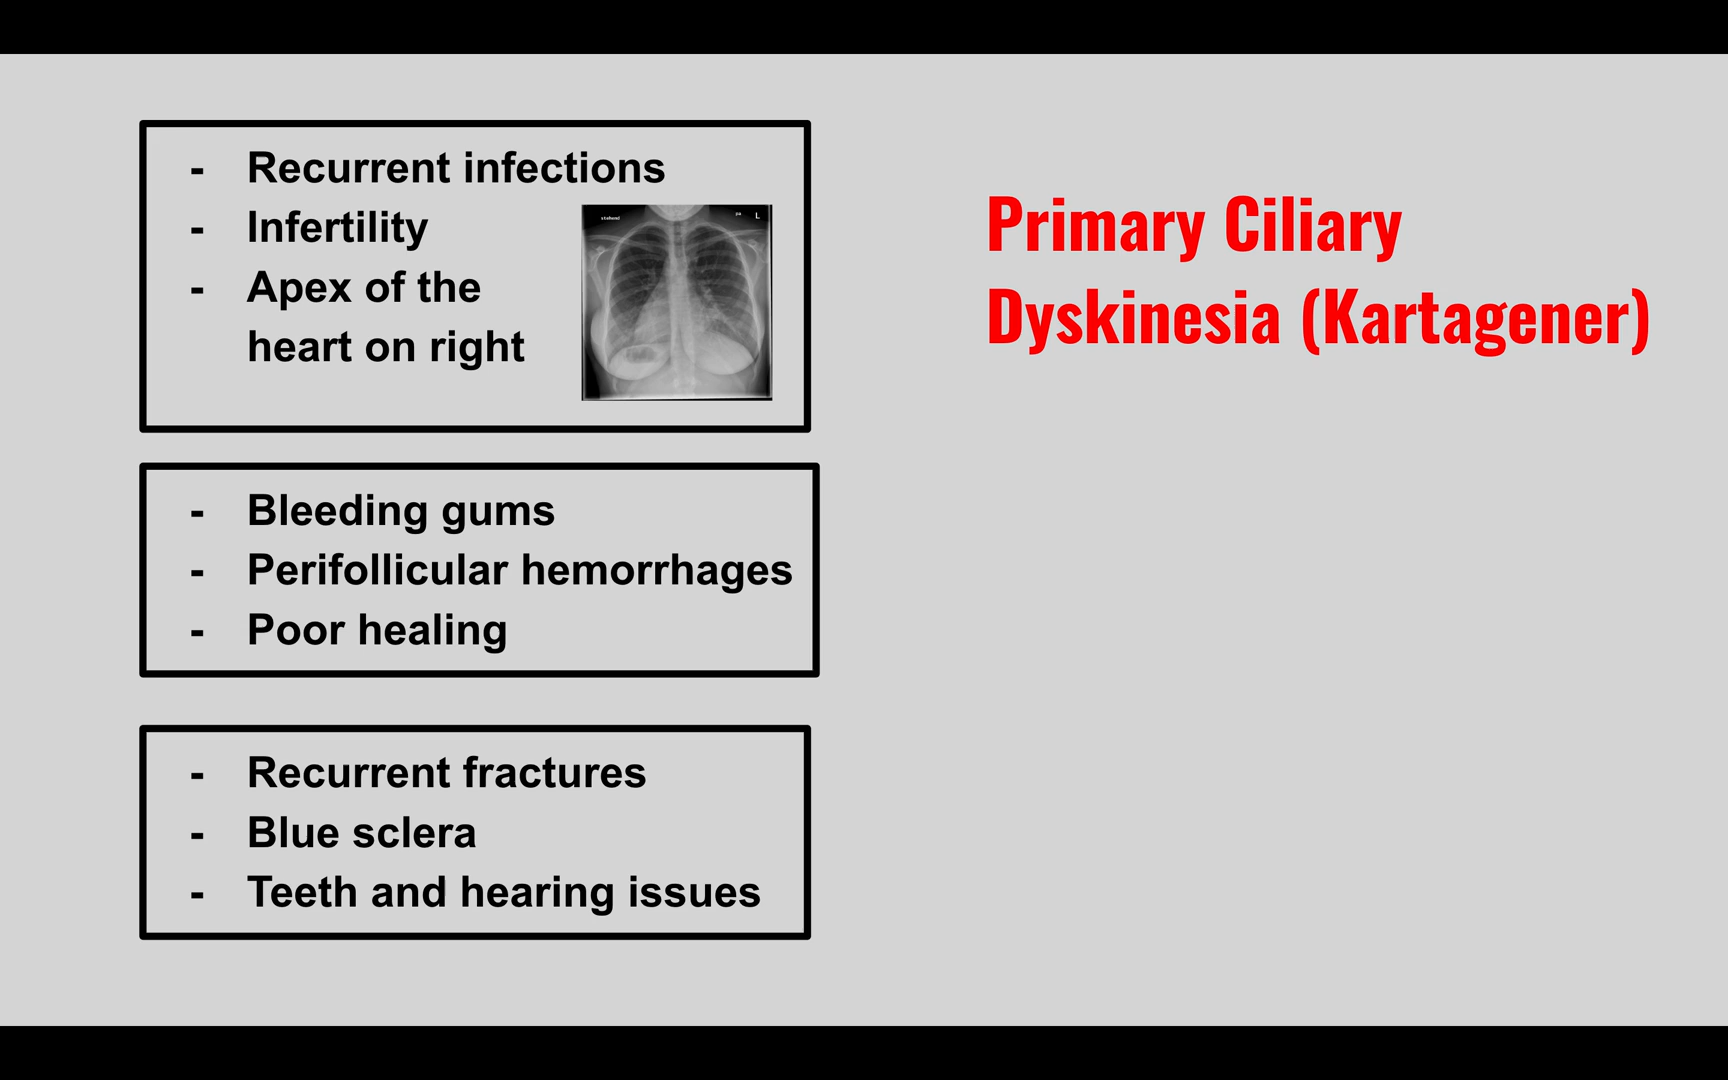 - Recurrent infections
- Infertility
- Apex of the
heart on right
L
Primary Ciliary
Dyskinesia (Kartagener)
- Bleeding gums
- Perifollicular hemorrhages
- Poor healing
- Recurrent fractures
- Blue sclera
- Teeth and hearing issues